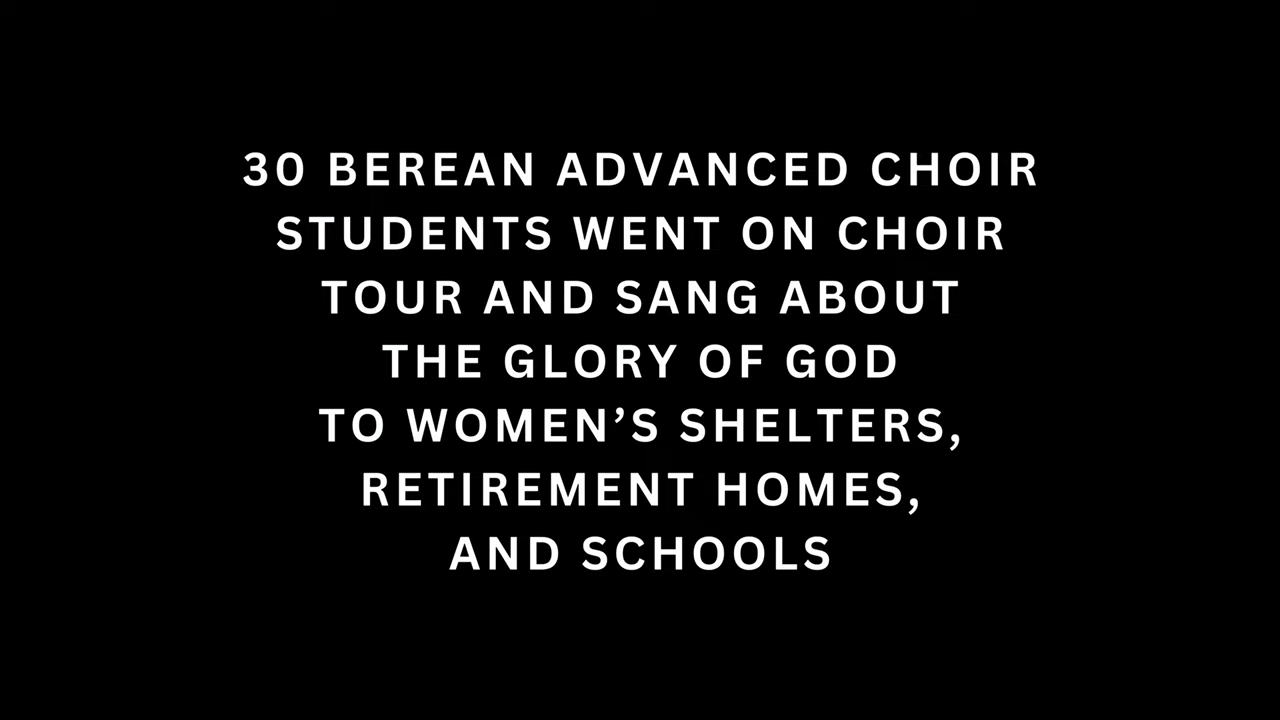 30 BEREAN ADVANCED CHOIR
STUDENTS WENT ON CHOIR
TOUR AND SANG ABOUT
THE GLORY OF GOD
TO WOMEN’S SHELTERS,
RETIREMENT HOMES,
AND SCHOOLS